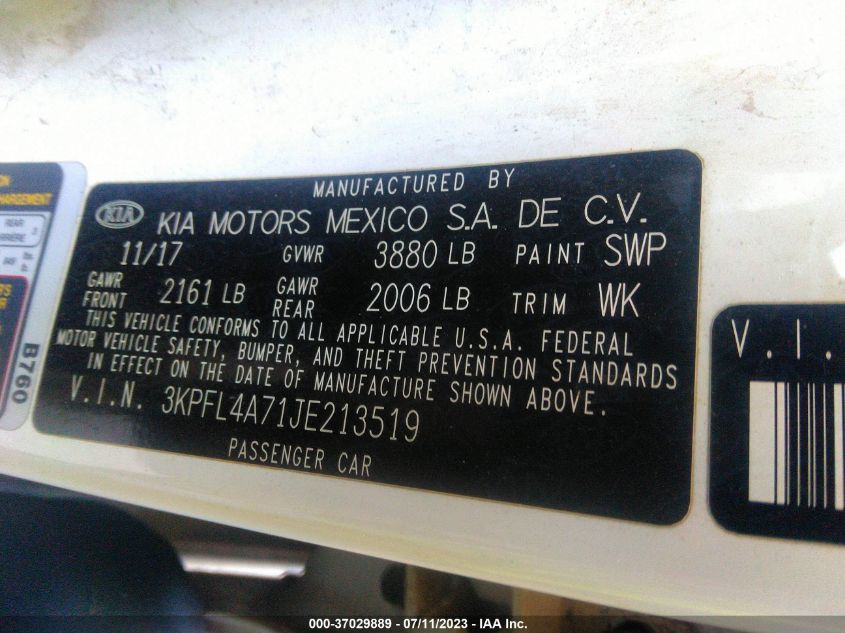 MANUFACTURED BY
KIA KIA MOTORS MEXICO S.A. DE C.V.
11/17 GVWR 3880 LB PAINT SWP
GAWR FRONT 2161 LB GAWR REAR 2006 LB TRIM WK
THIS VEHICLE CONFORMS TO ALL APPLICABLE U.S.A. FEDERAL
MOTOR VEHICLE SAFETY, BUMPER, AND THEFT PREVENTION STANDARDS
IN EFFECT ON THE DATE OF MANUFACTURE SHOWN ABOVE.
V.I.N. 3KPFL4A71JE213519
PASSENGER CAR
REAR
B760
V.I.
000-37029889 - 07/11/2023 - IAA Inc.